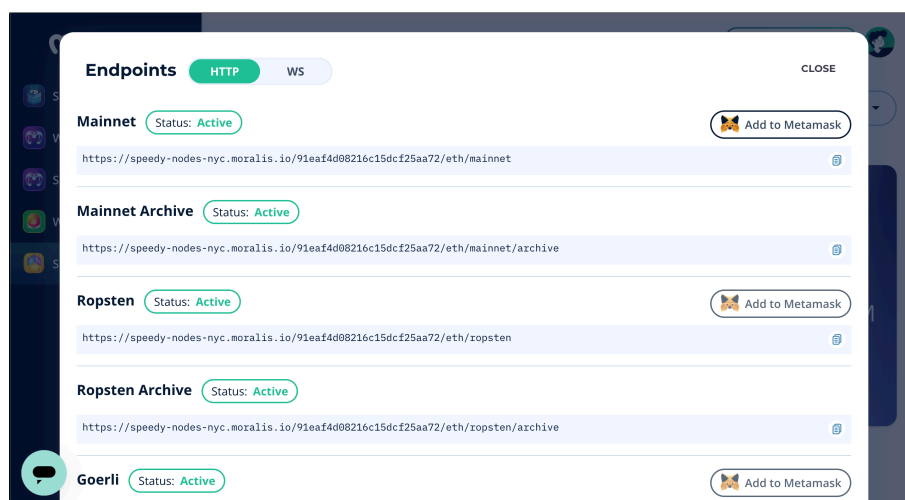 Endpoints HTTP WS CLOSE
Mainnet Status: Active Add to Metamask
https://speedy-nodes-nyc.moralis.io/91eaf4d08216c15dcf25aa72/eth/mainnet
Mainnet Archive Status: Active
https://speedy-nodes-nyc.moralis.io/91eaf4d08216c15dcf25aa72/eth/mainnet/archive
Ropsten Status: Active Add to Metamask
https://speedy-nodes-nyc.moralis.io/91eaf4d08216c15dcf25aa72/eth/ropsten
Ropsten Archive Status: Active
https://speedy-nodes-nyc.moralis.io/91eaf4d08216c15dcf25aa72/eth/ropsten/archive
Goerli Status: Active Add to Metamask